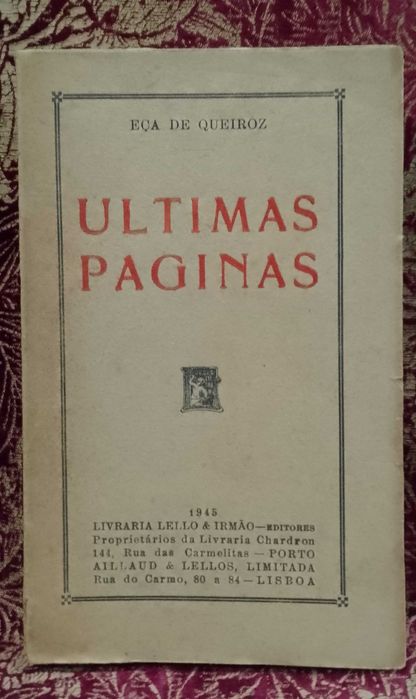 EÇA DE QUEIROZ
ULTIMAS
PAGINAS
1945
LIVRARIA LELLO & IRMÃO—EDITORES
Proprietários da Livraria Chardron
144, Rua das Carmelitas — PORTO
AILLAUD & LELLOS, LIMITADA
Rua do Carmo, 80 a 84 — LISBOA